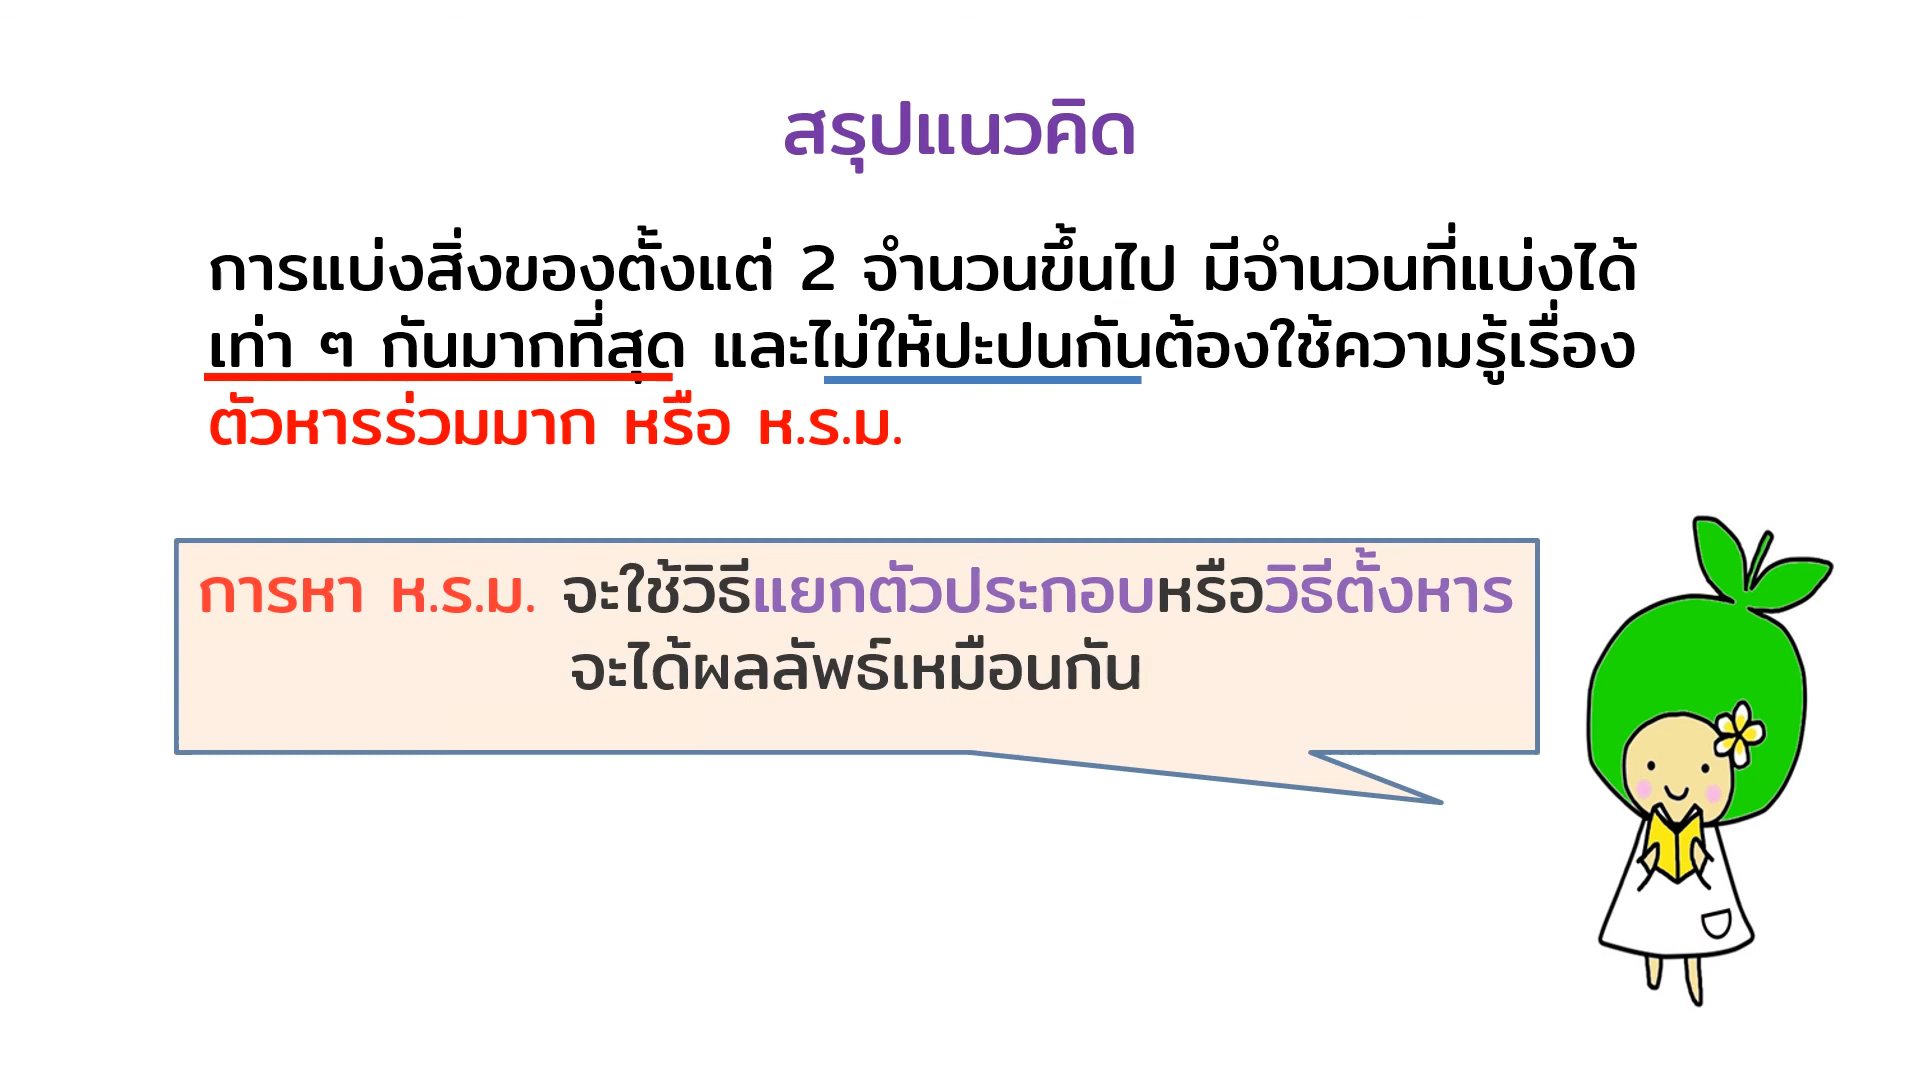 สรุปแนวคิด
การแบ่งสิ่งของตั้งแต่ 2 จำนวนขึ้นไป มีจำนวนที่แบ่งได้
เท่า ๆ กันมากที่สุด และไม่ให้ปะปนกันต้องใช้ความรู้เรื่อง
ตัวหารร่วมมาก หรือ ห.ร.ม.
การหา ห.ร.ม. จะใช้วิธีแยกตัวประกอบหรือวิธีตั้งหาร
จะได้ผลลัพธ์เหมือนกัน